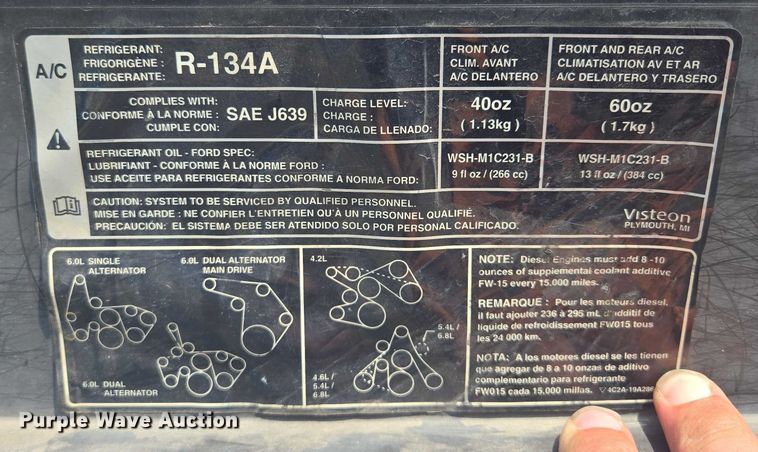 A/C
REFRIGERANT:
FRIGORIGÈNE :
REFRIGERANTE:
R-134A
FRONT A/C
CLIM. AVANT
A/C DELANTERO
FRONT AND REAR A/C
CLIMATISATION AV ET AR
A/C DELANTERO Y TRASERO
COMPLIES WITH:
CONFORME À LA NORME :
CUMPLE CON:
SAE J639
CHARGE LEVEL:
CHARGE :
CARGA DE LLENADO:
40oz
(1.13kg)
60oz
(1.7kg)
REFRIGERANT OIL - FORD SPEC:
LUBRIFIANT - CONFORME À LA NORME FORD:
USE ACEITE PARA REFRIGERANTES CONFORME A NORMA FORD:
WSH-M1C231-B
9 fl oz / (266 cc)
WSH-M1C231-B
13 fl oz / (384 cc)
CAUTION: SYSTEM TO BE SERVICED BY QUALIFIED PERSONNEL.
MISE EN GARDE : NE CONFIER L'ENTRETIEN QU'À UN PERSONNEL QUALIFIÉ.
PRECAUCIÓN: EL SISTEMA DEBE SER ATENDIDO SOLO POR PERSONAL CALIFICADO.
Visteon
PLYMOUTH, MI
6.0L SINGLE
ALTERNATOR
6.0L DUAL ALTERNATOR
MAIN DRIVE
6.0L DUAL
ALTERNATOR
4.2L
5.4L /
6.8L
4.6L /
5.4L /
6.8L
NOTE: Diesel Engines must add 8 -10
ounces of supplemental coolant additive
FW-15 every 15,000 miles.
REMARQUE : Pour les moteurs diesel,
il faut ajouter 236 à 295 mL d'additif de
liquide de refroidissement FW015 tous
les 24 000 km.
NOTA: A los motores diesel se les tienen
que agregar de 8 a 10 onzas de aditivo
complementario para refrigerante
FW015 cada 15,000 millas.
4C2A-19A286
Purple Wave Auction